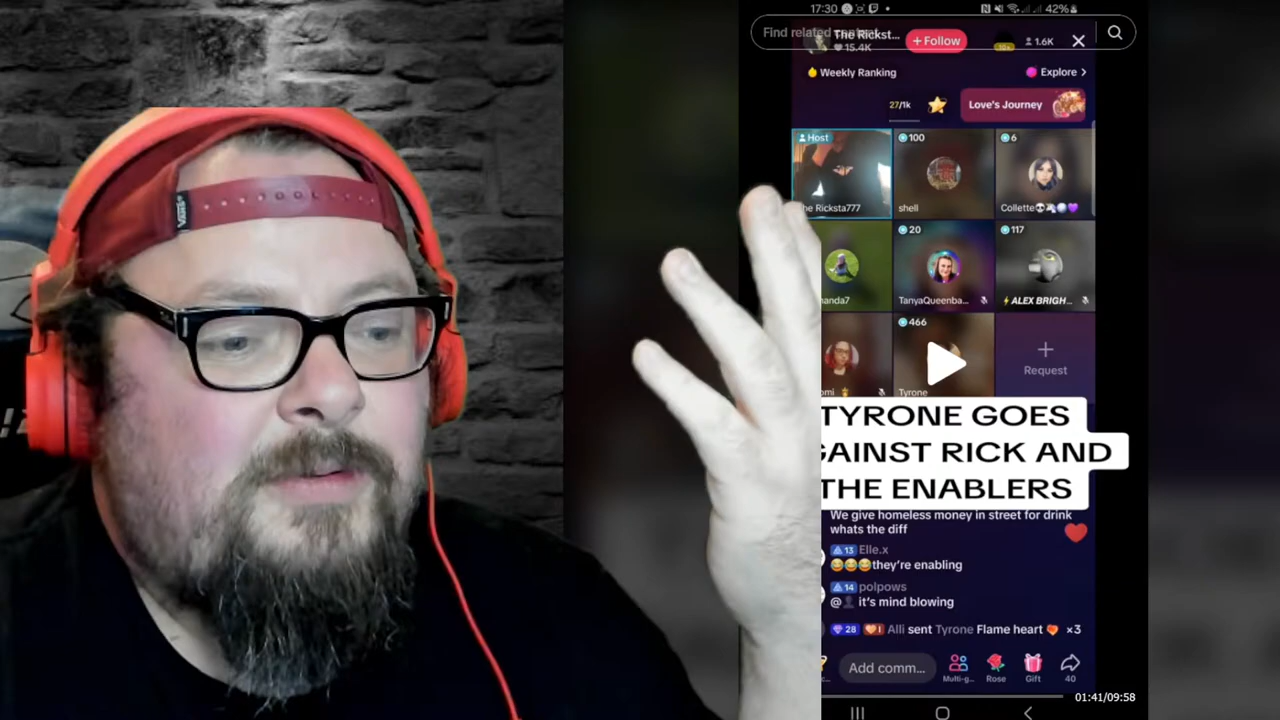 17:30
42%
Find related
The Rickst...
15.4K
+ Follow
1.6K
Weekly Ranking
Explore >
27/1k
Love's Journey
Host
100
6
he Ricksta777
shell
Collette
20
117
nanda7
TanyaQueenba...
ALEX BRIGH...
466
+
Request
omi
Tyrone
TYRONE GOES
GAINST RICK AND
THE ENABLERS
We give homeless money in street for drink
whats the diff
13 Elle.x
😂😂😂they're enabling
14 polpows
@👤 it's mind blowing
28 1 Alli sent Tyrone Flame heart ×3
Add comm...
Multi-g...
Rose
Gift
40
01:41/09:58
VANS